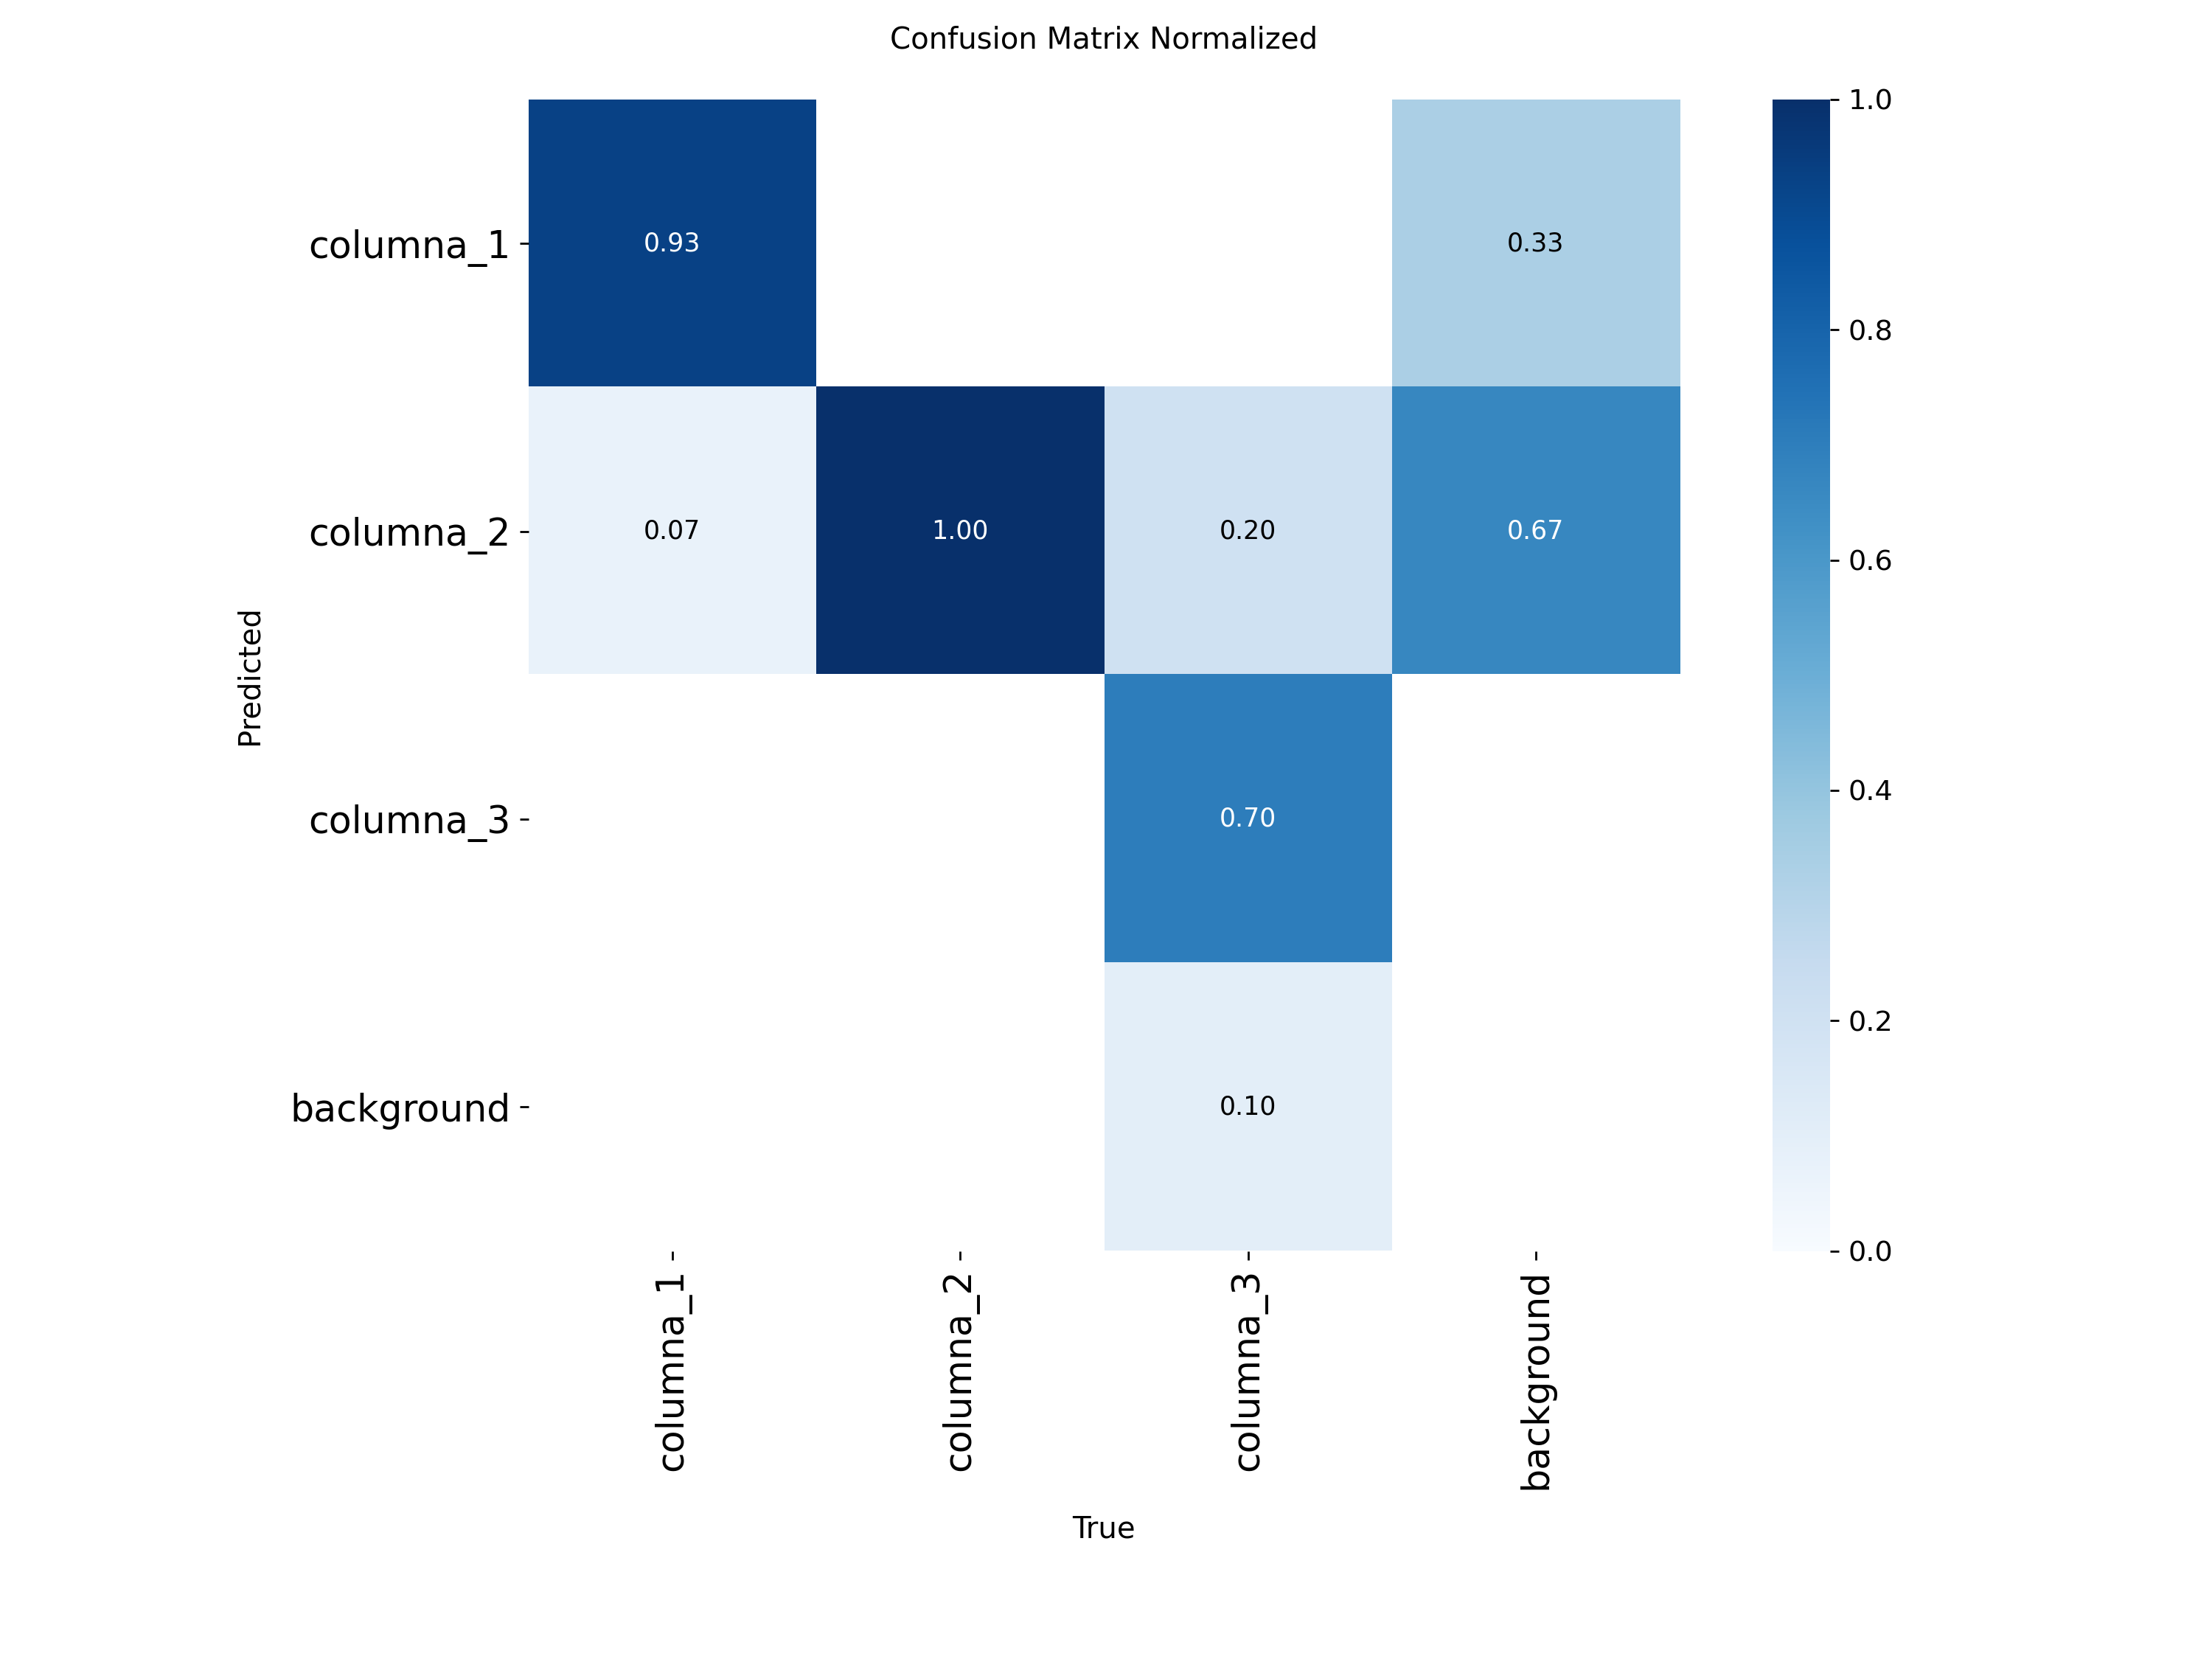 Confusion Matrix Normalized
columna_1
0.93
0.33
columna_2
0.07
1.00
0.20
0.67
columna_3
0.70
background
0.10
columna_1
columna_2
columna_3
background
True
Predicted
1.0
0.8
0.6
0.4
0.2
0.0